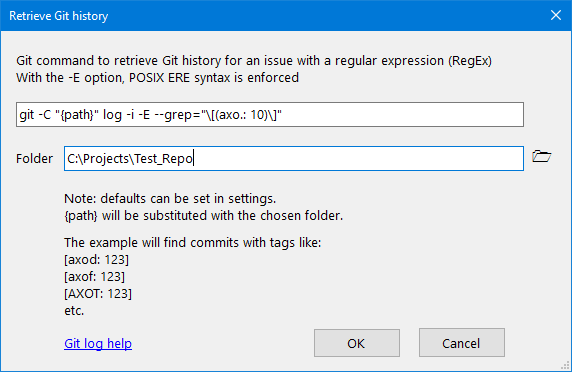 Retrieve Git history
Git command to retrieve Git history for an issue with a regular expression (RegEx)
With the -E option, POSIX ERE syntax is enforced
git -C "{path}" log -i -E --grep="\[(axo.: 10)\]"
Folder C:\Projects\Test_Repo
Note: defaults can be set in settings.
{path} will be substituted with the chosen folder.
The example will find commits with tags like:
[axod: 123]
[axof: 123]
[AXOT: 123]
etc.
Git log help OK Cancel